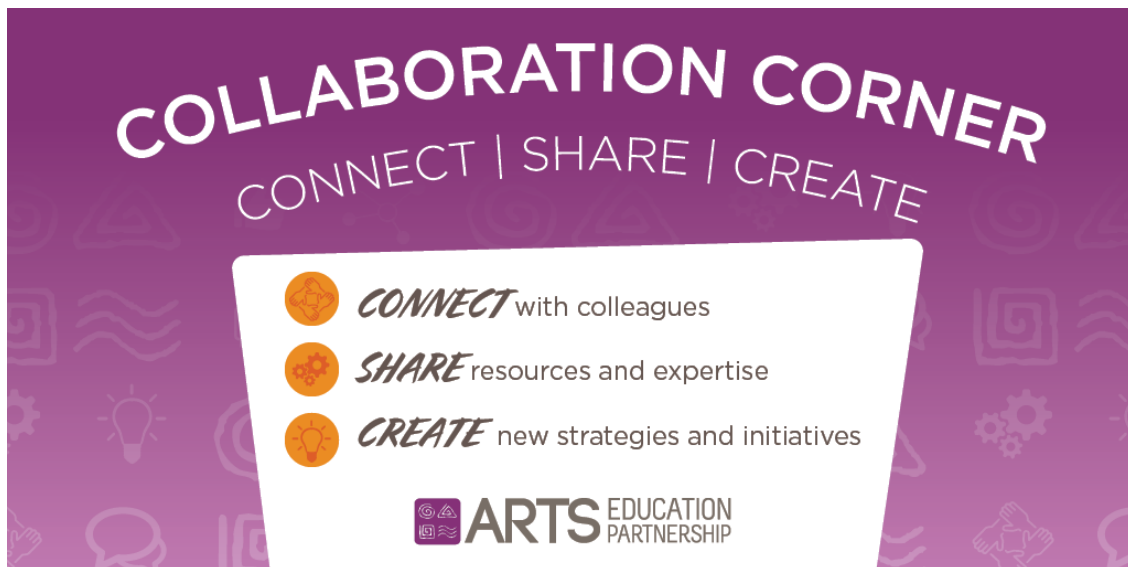 COLLABORATION CORNER
CONNECT | SHARE | CREATE
CONNECT with colleagues
SHARE resources and expertise
CREATE new strategies and initiatives
ARTS EDUCATION
PARTNERSHIP